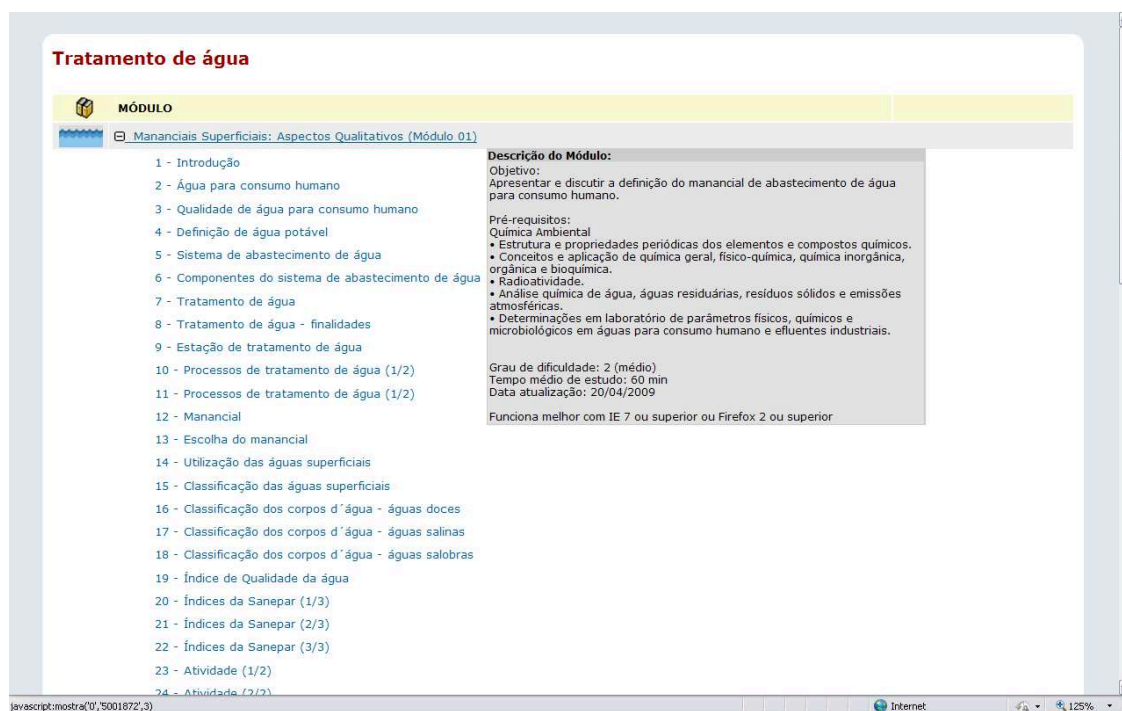 Tratamento de água
MÓDULO
Mananciais Superficiais: Aspectos Qualitativos (Módulo 01)
1 - Introdução
2 - Água para consumo humano
3 - Qualidade de água para consumo humano
4 - Definição de água potável
5 - Sistema de abastecimento de água
6 - Componentes do sistema de abastecimento de água
7 - Tratamento de água
8 - Tratamento de água - finalidades
9 - Estação de tratamento de água
10 - Processos de tratamento de água (1/2)
11 - Processos de tratamento de água (1/2)
12 - Manancial
13 - Escolha do manancial
14 - Utilização das águas superficiais
15 - Classificação das águas superficiais
16 - Classificação dos corpos d´água - águas doces
17 - Classificação dos corpos d´água - águas salinas
18 - Classificação dos corpos d´água - águas salobras
19 - Índice de Qualidade da água
20 - Índices da Sanepar (1/3)
21 - Índices da Sanepar (2/3)
22 - Índices da Sanepar (3/3)
23 - Atividade (1/2)
24 - Atividade (2/2)
Descrição do Módulo:
Objetivo:
Apresentar e discutir a definição do manancial de abastecimento de água
para consumo humano.
Pré-requisitos:
Química Ambiental
• Estrutura e propriedades periódicas dos elementos e compostos químicos.
• Conceitos e aplicação de química geral, físico-química, química inorgânica,
orgânica e bioquímica.
• Radioatividade.
• Análise química de água, águas residuárias, resíduos sólidos e emissões
atmosféricas.
• Determinações em laboratório de parâmetros físicos, químicos e
microbiológicos em águas para consumo humano e efluentes industriais.
Grau de dificuldade: 2 (médio)
Tempo médio de estudo: 60 min
Data atualização: 20/04/2009
Funciona melhor com IE 7 ou superior ou Firefox 2 ou superior
javascript:mostra('0','5001872',3)
Internet
125%